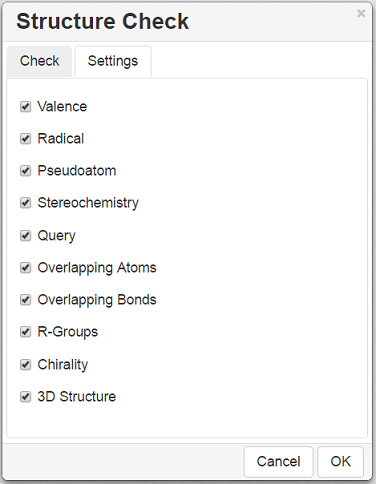 Structure Check
×
Check Settings
Valence
Radical
Pseudoatom
Stereochemistry
Query
Overlapping Atoms
Overlapping Bonds
R-Groups
Chirality
3D Structure
Cancel OK